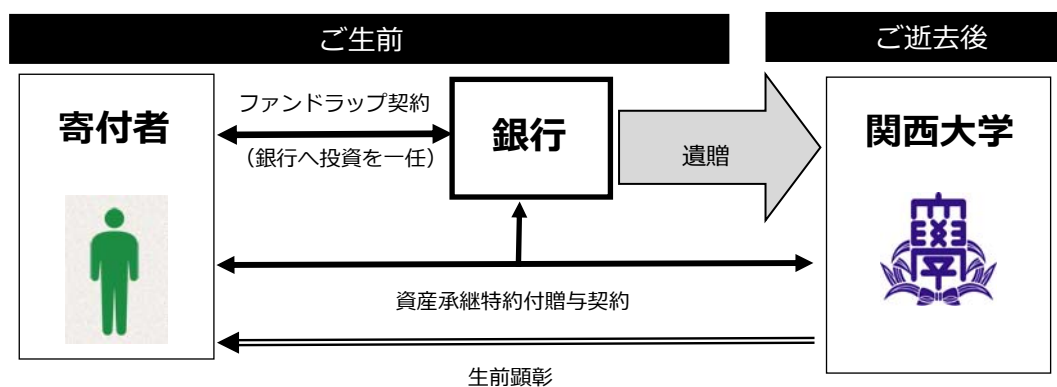 ご生前
ご逝去後
寄付者
ファンドラップ契約
（銀行へ投資を一任）
銀行
遺贈
関西大学
資産承継特約付贈与契約
生前顕彰